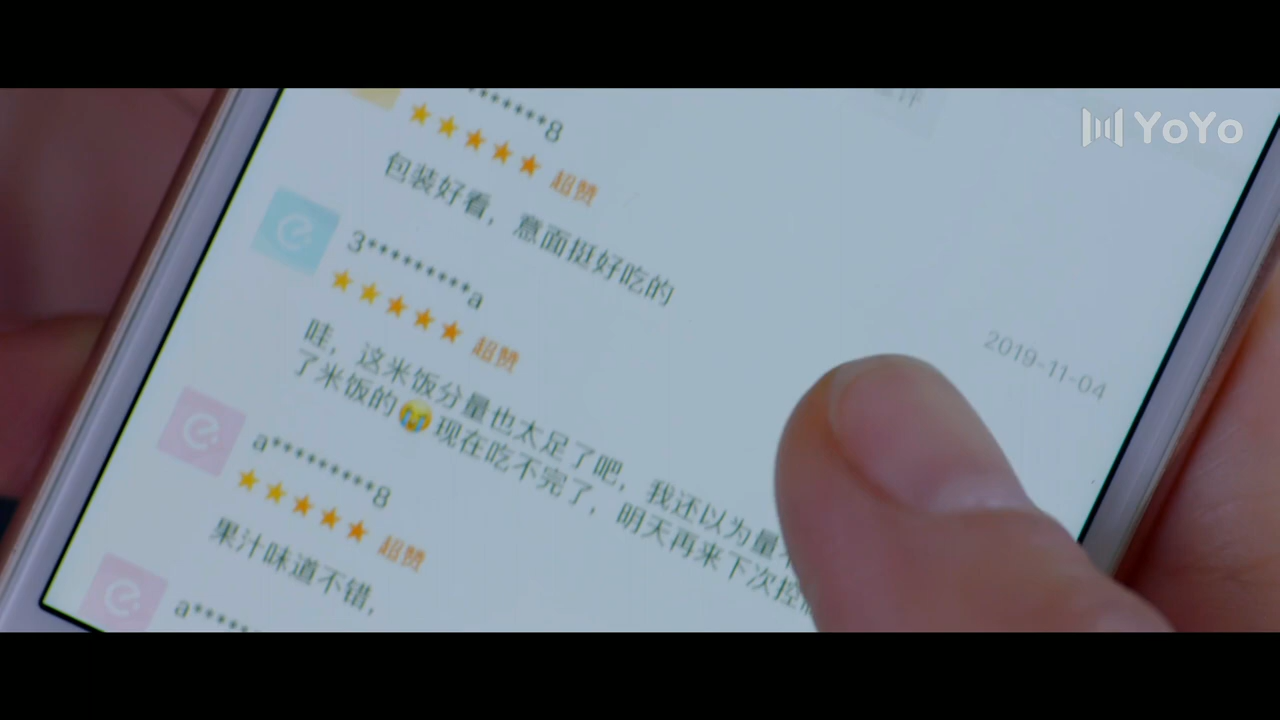 YoYo
*******8
超赞
包装好看，意面挺好吃的
3*********a
超赞
2019-11-04
哇，这米饭分量也太足了吧，我还以为量
了米饭的😭现在吃不完了，明天再来下次控
a*********8
超赞
果汁味道不错，
a******